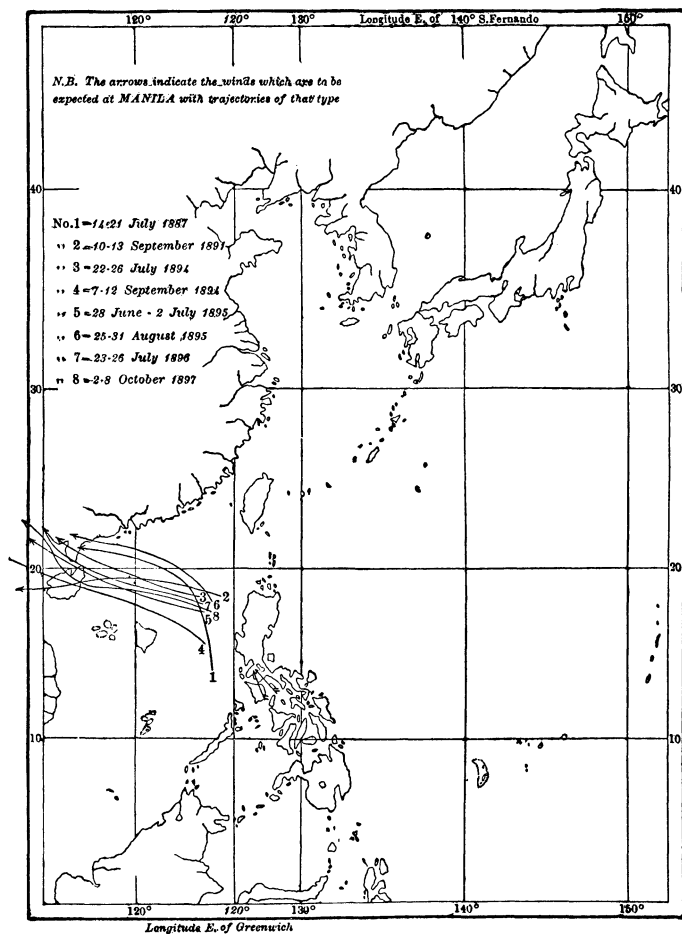 120° 120° 130° Longitude E. of 140° S.Fernando 150°
N.B. The arrows indicate the winds which are to be
expected at MANILA with trajectories of that type
40 40
No.1=14-21 July 1887
,, 2=10-13 September 1891
,, 3=22-26 July 1894
,, 4=7-12 September 1894
,, 5=28 June - 2 July 1895
,, 6=25-31 August 1895
,, 7=23-26 July 1896
,, 8=2-8 October 1897
30 30
20 20
3 2
7 6
5 8
4
1
10 10
120° 120° 130° 140° 150°
Longitude E. of Greenwich